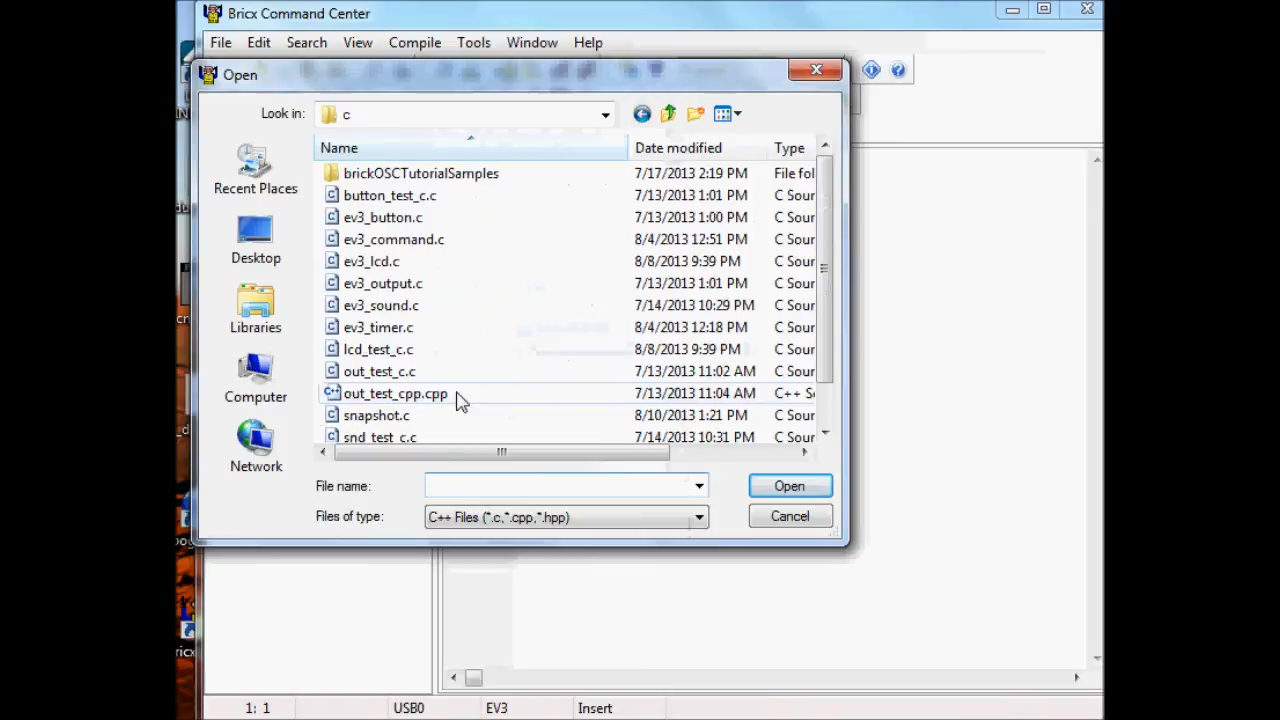 Bricx Command Center
File Edit Search View Compile Tools Window Help
Open
Look in: c
Name Date modified Type
brickOSCTutorialSamples 7/17/2013 2:19 PM File fol
button_test_c.c 7/13/2013 1:01 PM C Sour
ev3_button.c 7/13/2013 1:00 PM C Sour
ev3_command.c 8/4/2013 12:51 PM C Sour
ev3_lcd.c 8/8/2013 9:39 PM C Sour
ev3_output.c 7/13/2013 1:01 PM C Sour
ev3_sound.c 7/14/2013 10:29 PM C Sour
ev3_timer.c 8/4/2013 12:18 PM C Sour
lcd_test_c.c 8/8/2013 9:39 PM C Sour
out_test_c.c 7/13/2013 11:02 AM C Sour
out_test_cpp.cpp 7/13/2013 11:04 AM C++ S
snapshot.c 8/10/2013 1:21 PM C Sour
snd_test_c.c 7/14/2013 10:31 PM C Sour
Recent Places
Desktop
Libraries
Computer
Network
File name: Open
Files of type: C++ Files (*.c,*.cpp,*.hpp) Cancel
1: 1 USB0 EV3 Insert